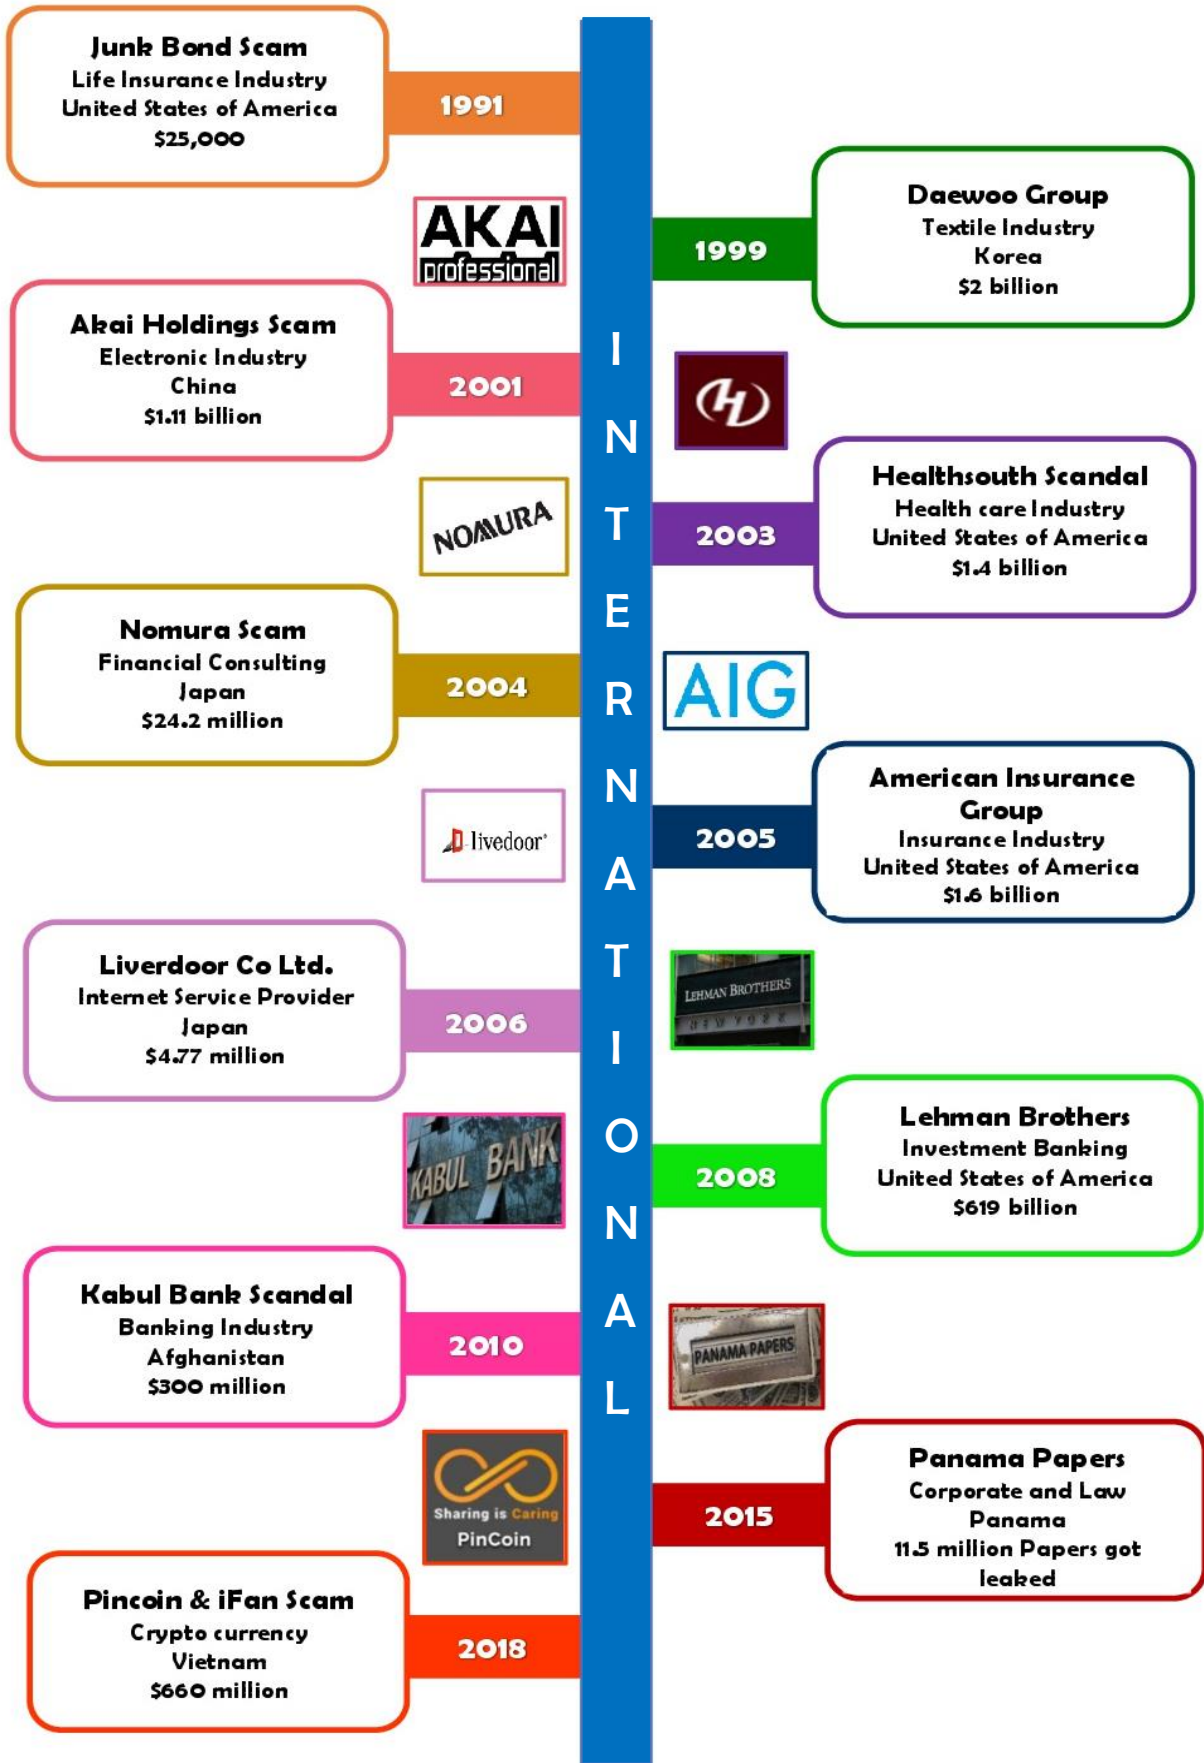 Junk Bond Scam
Life Insurance Industry
United States of America
$25,000
1991
Daewoo Group
Textile Industry
Korea
$2 billion
1999
AKAI
professional
Akai Holdings Scam
Electronic Industry
China
$1.11 billion
2001
Healthsouth Scandal
Health care Industry
United States of America
$1.4 billion
2003
NOMURA
Nomura Scam
Financial Consulting
Japan
$24.2 million
2004
AIG
American Insurance
Group
Insurance Industry
United States of America
$1.6 billion
2005
livedoor
Liverdoor Co Ltd.
Internet Service Provider
Japan
$4.77 million
2006
LEHMAN BROTHERS
NEW YORK
Lehman Brothers
Investment Banking
United States of America
$619 billion
2008
KABUL BANK
Kabul Bank Scandal
Banking Industry
Afghanistan
$300 million
2010
PANAMA PAPERS
Panama Papers
Corporate and Law
Panama
11.5 million Papers got
leaked
2015
Sharing is Caring
PinCoin
Pincoin & iFan Scam
Crypto currency
Vietnam
$660 million
2018
INTERNATIONAL